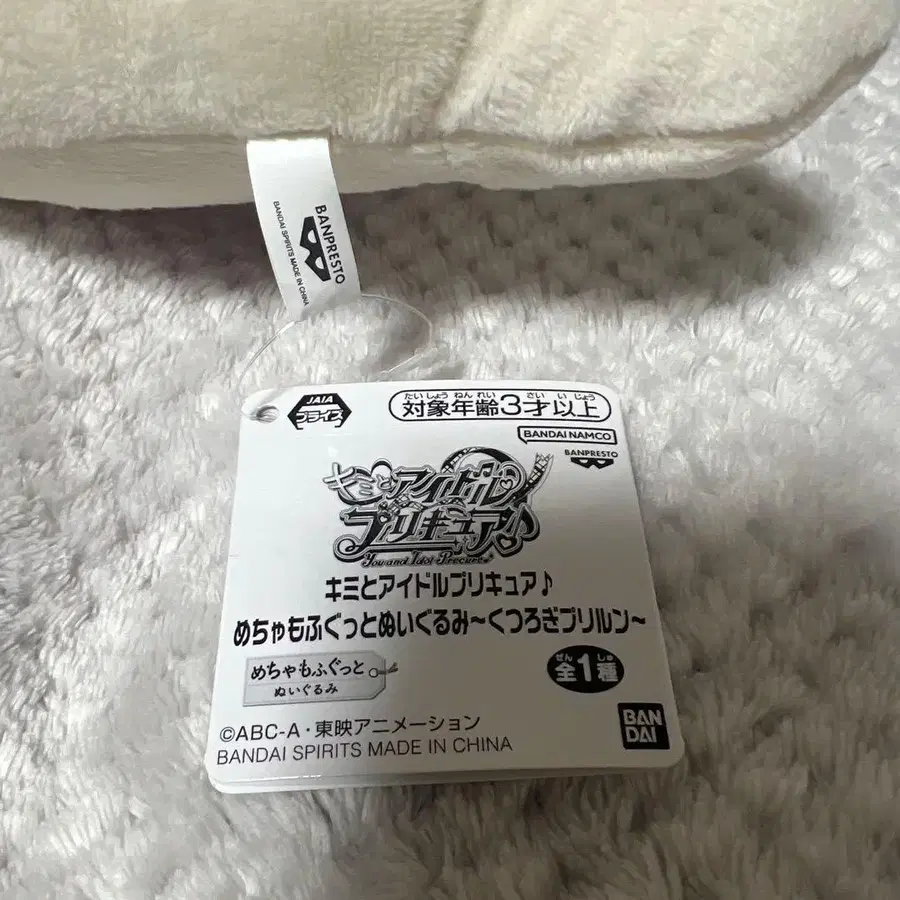 BANPRESTO
BANDAI SPIRITS MADE IN CHINA
JAIA
プライズ
たいしょうねんれい さい いじょう
対象年齢3才以上
BANDAI NAMCO
BANPRESTO
キミとアイドル
プリキュア♪
You and Idol Precure♪
キミとアイドルプリキュア♪
めちゃもふぐっとぬいぐるみ~くつろぎプリルン~
めちゃもふぐっと
ぬいぐるみ
ぜん しゅ
全1種
©ABC-A・東映アニメーション
BANDAI SPIRITS MADE IN CHINA
BAN
DAI